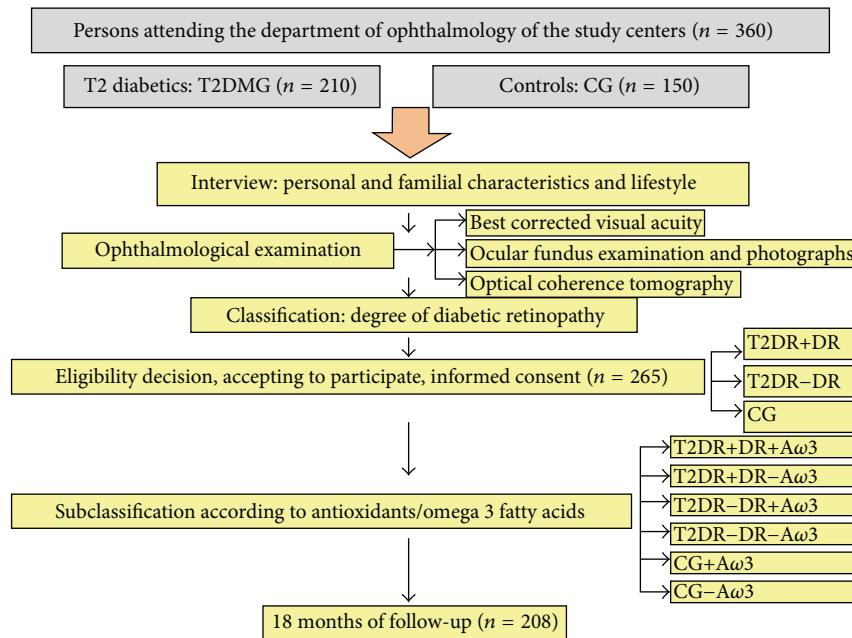 Persons attending the department of ophthalmology of the study centers (n = 360)
T2 diabetics: T2DMG (n = 210)
Controls: CG (n = 150)
Interview: personal and familial characteristics and lifestyle
Ophthalmological examination
Best corrected visual acuity
Ocular fundus examination and photographs
Optical coherence tomography
Classification: degree of diabetic retinopathy
Eligibility decision, accepting to participate, informed consent (n = 265)
T2DR+DR
T2DR−DR
CG
Subclassification according to antioxidants/omega 3 fatty acids
T2DR+DR+Aω3
T2DR+DR−Aω3
T2DR−DR+Aω3
T2DR−DR−Aω3
CG+Aω3
CG−Aω3
18 months of follow-up (n = 208)